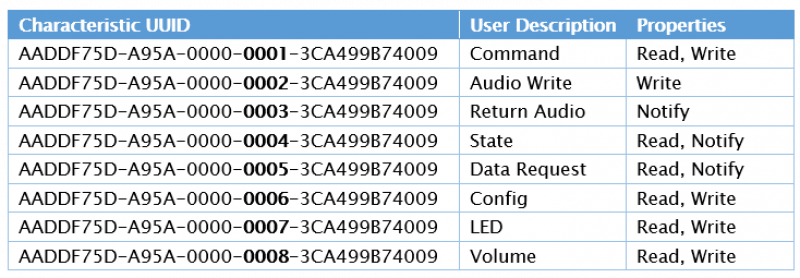 Characteristic UUID User Description Properties
AADDF75D-A95A-0000-0001-3CA499B74009 Command Read, Write
AADDF75D-A95A-0000-0002-3CA499B74009 Audio Write Write
AADDF75D-A95A-0000-0003-3CA499B74009 Return Audio Notify
AADDF75D-A95A-0000-0004-3CA499B74009 State Read, Notify
AADDF75D-A95A-0000-0005-3CA499B74009 Data Request Read, Notify
AADDF75D-A95A-0000-0006-3CA499B74009 Config Read, Write
AADDF75D-A95A-0000-0007-3CA499B74009 LED Read, Write
AADDF75D-A95A-0000-0008-3CA499B74009 Volume Read, Write